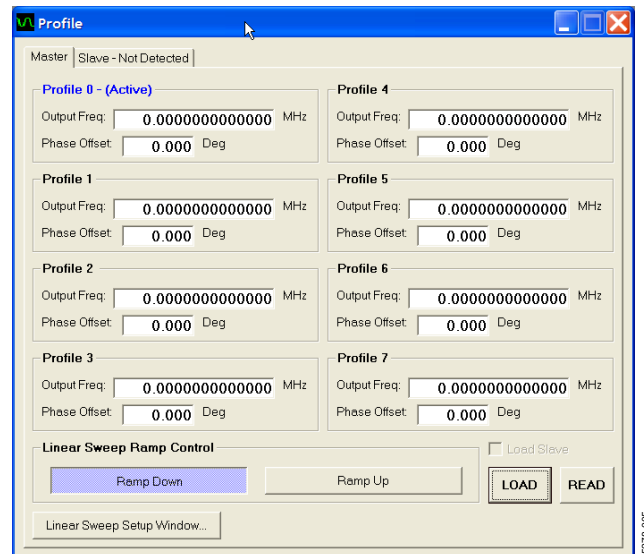 Profile
Master Slave - Not Detected
Profile 0 - (Active)
Output Freq: 0.0000000000000 MHz
Phase Offset: 0.000 Deg
Profile 1
Output Freq: 0.0000000000000 MHz
Phase Offset: 0.000 Deg
Profile 2
Output Freq: 0.0000000000000 MHz
Phase Offset: 0.000 Deg
Profile 3
Output Freq: 0.0000000000000 MHz
Phase Offset: 0.000 Deg
Profile 4
Output Freq: 0.0000000000000 MHz
Phase Offset: 0.000 Deg
Profile 5
Output Freq: 0.0000000000000 MHz
Phase Offset: 0.000 Deg
Profile 6
Output Freq: 0.0000000000000 MHz
Phase Offset: 0.000 Deg
Profile 7
Output Freq: 0.0000000000000 MHz
Phase Offset: 0.000 Deg
Linear Sweep Ramp Control
Ramp Down Ramp Up
Load Slave
LOAD READ
Linear Sweep Setup Window...